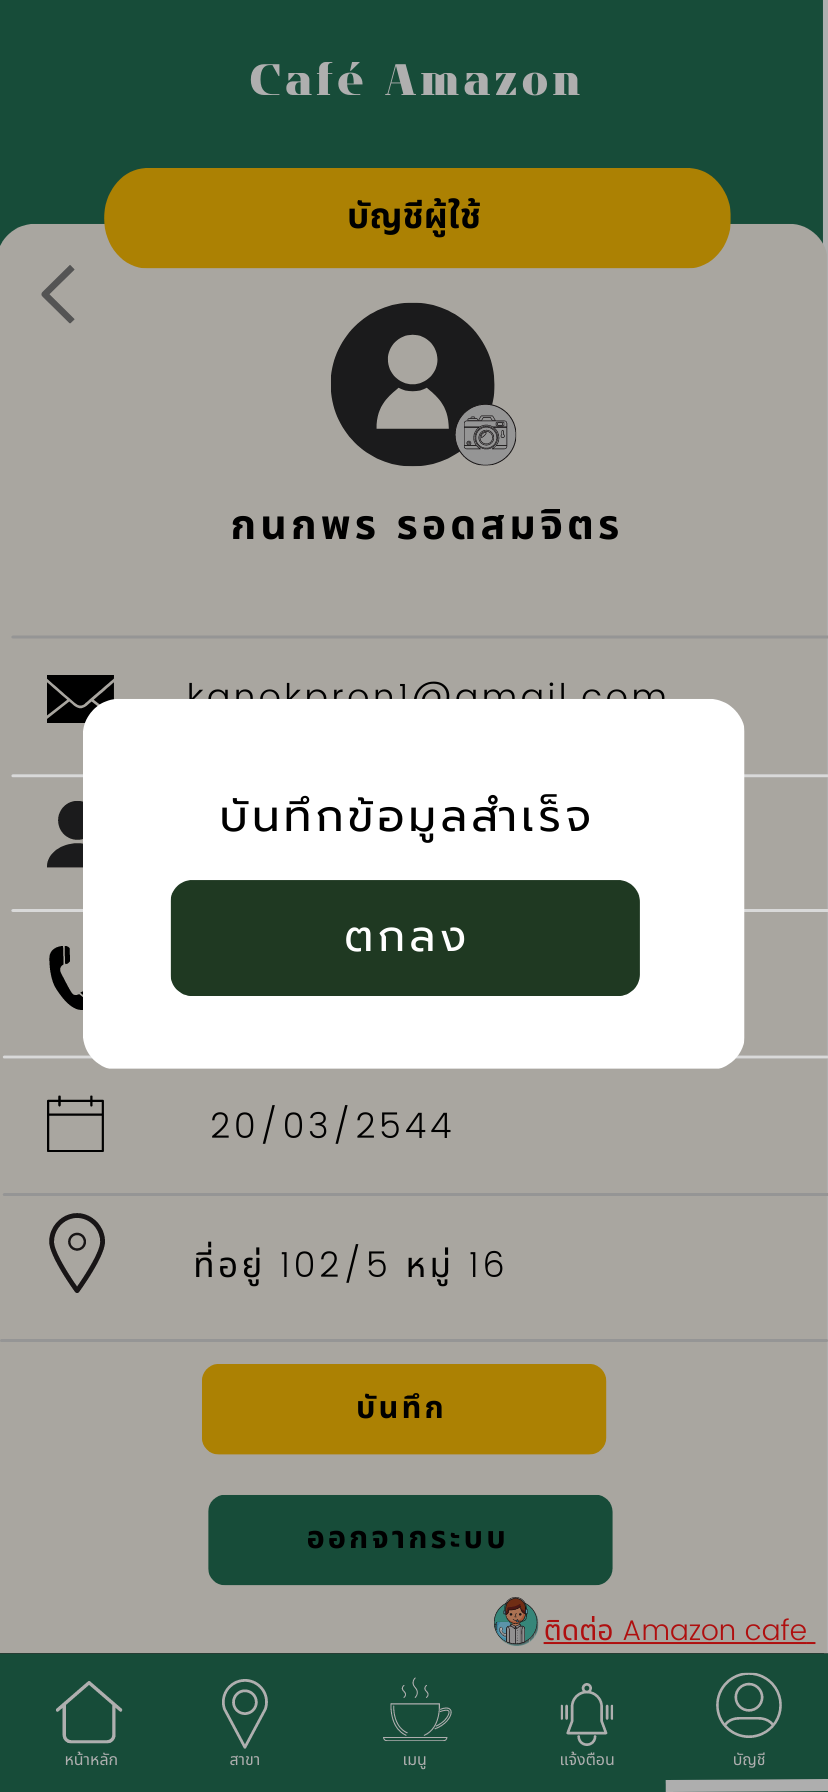 Café Amazon
บัญชีผู้ใช้
กนกพร รอดสมจิตร
kanokpron1@gmail.com
บันทึกข้อมูลสำเร็จ
ตกลง
20/03/2544
ที่อยู่ 102/5 หมู่ 16
บันทึก
ออกจากระบบ
ติดต่อ Amazon cafe
หน้าหลัก
สาขา
เมนู
แจ้งตือน
บัญชี